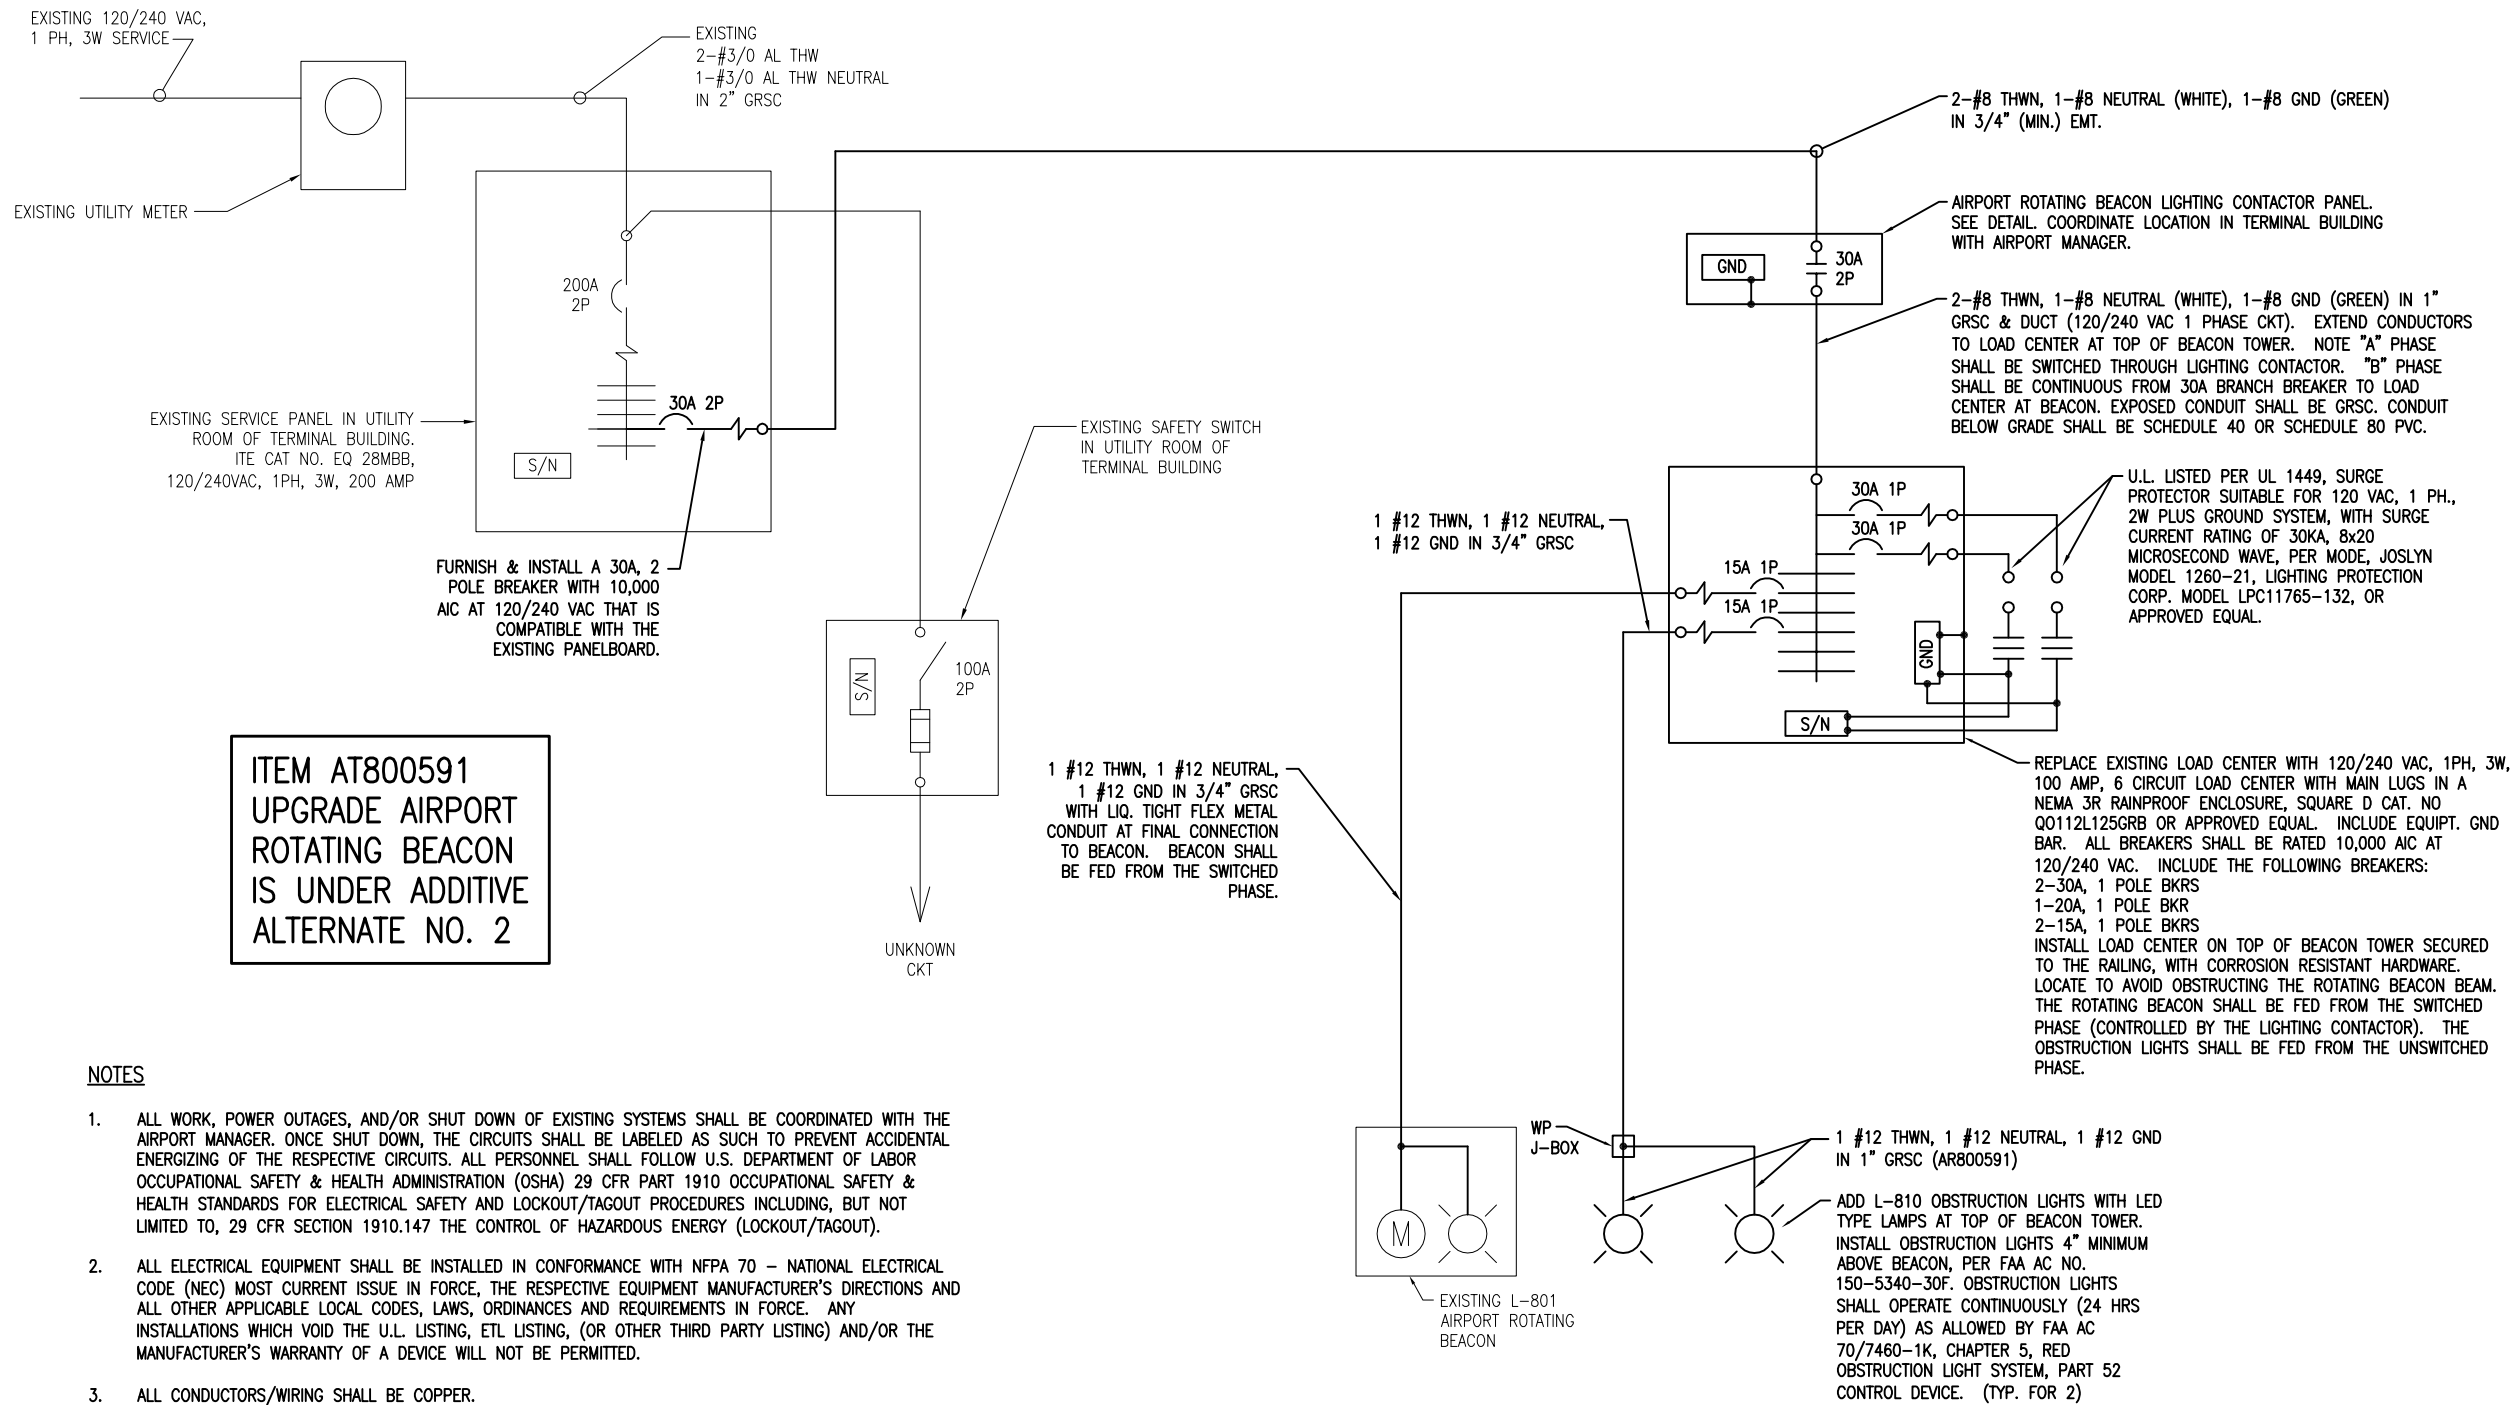 EXISTING 120/240 VAC,
1 PH, 3W SERVICE
EXISTING
2-#3/0 AL THW
1-#3/0 AL THW NEUTRAL
IN 2" GRSC
EXISTING UTILITY METER
2-#8 THWN, 1-#8 NEUTRAL (WHITE), 1-#8 GND (GREEN)
IN 3/4" (MIN.) EMT.
AIRPORT ROTATING BEACON LIGHTING CONTACTOR PANEL.
SEE DETAIL. COORDINATE LOCATION IN TERMINAL BUILDING
WITH AIRPORT MANAGER.
GND
30A
2P
2-#8 THWN, 1-#8 NEUTRAL (WHITE), 1-#8 GND (GREEN) IN 1"
GRSC & DUCT (120/240 VAC 1 PHASE CKT). EXTEND CONDUCTORS
TO LOAD CENTER AT TOP OF BEACON TOWER. NOTE "A" PHASE
SHALL BE SWITCHED THROUGH LIGHTING CONTACTOR. "B" PHASE
SHALL BE CONTINUOUS FROM 30A BRANCH BREAKER TO LOAD
CENTER AT BEACON. EXPOSED CONDUIT SHALL BE GRSC. CONDUIT
BELOW GRADE SHALL BE SCHEDULE 40 OR SCHEDULE 80 PVC.
200A
2P
30A 2P
S/N
EXISTING SERVICE PANEL IN UTILITY
ROOM OF TERMINAL BUILDING.
ITE CAT NO. EQ 28MBB,
120/240VAC, 1PH, 3W, 200 AMP
FURNISH & INSTALL A 30A, 2
POLE BREAKER WITH 10,000
AIC AT 120/240 VAC THAT IS
COMPATIBLE WITH THE
EXISTING PANELBOARD.
EXISTING SAFETY SWITCH
IN UTILITY ROOM OF
TERMINAL BUILDING
S/N
100A
2P
UNKNOWN
CKT
1 #12 THWN, 1 #12 NEUTRAL,
1 #12 GND IN 3/4" GRSC
30A 1P
30A 1P
15A 1P
15A 1P
GND
S/N
U.L. LISTED PER UL 1449, SURGE
PROTECTOR SUITABLE FOR 120 VAC, 1 PH.,
2W PLUS GROUND SYSTEM, WITH SURGE
CURRENT RATING OF 30KA, 8x20
MICROSECOND WAVE, PER MODE, JOSLYN
MODEL 1260-21, LIGHTING PROTECTION
CORP. MODEL LPC11765-132, OR
APPROVED EQUAL.
ITEM AT800591
UPGRADE AIRPORT
ROTATING BEACON
IS UNDER ADDITIVE
ALTERNATE NO. 2
1 #12 THWN, 1 #12 NEUTRAL,
1 #12 GND IN 3/4" GRSC
WITH LIQ. TIGHT FLEX METAL
CONDUIT AT FINAL CONNECTION
TO BEACON. BEACON SHALL
BE FED FROM THE SWITCHED
PHASE.
REPLACE EXISTING LOAD CENTER WITH 120/240 VAC, 1PH, 3W,
100 AMP, 6 CIRCUIT LOAD CENTER WITH MAIN LUGS IN A
NEMA 3R RAINPROOF ENCLOSURE, SQUARE D CAT. NO
QO112L125GRB OR APPROVED EQUAL. INCLUDE EQUIPT. GND
BAR. ALL BREAKERS SHALL BE RATED 10,000 AIC AT
120/240 VAC. INCLUDE THE FOLLOWING BREAKERS:
2-30A, 1 POLE BKRS
1-20A, 1 POLE BKR
2-15A, 1 POLE BKRS
INSTALL LOAD CENTER ON TOP OF BEACON TOWER SECURED
TO THE RAILING, WITH CORROSION RESISTANT HARDWARE.
LOCATE TO AVOID OBSTRUCTING THE ROTATING BEACON BEAM.
THE ROTATING BEACON SHALL BE FED FROM THE SWITCHED
PHASE (CONTROLLED BY THE LIGHTING CONTACTOR). THE
OBSTRUCTION LIGHTS SHALL BE FED FROM THE UNSWITCHED
PHASE.
NOTES
1. ALL WORK, POWER OUTAGES, AND/OR SHUT DOWN OF EXISTING SYSTEMS SHALL BE COORDINATED WITH THE
AIRPORT MANAGER. ONCE SHUT DOWN, THE CIRCUITS SHALL BE LABELED AS SUCH TO PREVENT ACCIDENTAL
ENERGIZING OF THE RESPECTIVE CIRCUITS. ALL PERSONNEL SHALL FOLLOW U.S. DEPARTMENT OF LABOR
OCCUPATIONAL SAFETY & HEALTH ADMINISTRATION (OSHA) 29 CFR PART 1910 OCCUPATIONAL SAFETY &
HEALTH STANDARDS FOR ELECTRICAL SAFETY AND LOCKOUT/TAGOUT PROCEDURES INCLUDING, BUT NOT
LIMITED TO, 29 CFR SECTION 1910.147 THE CONTROL OF HAZARDOUS ENERGY (LOCKOUT/TAGOUT).
2. ALL ELECTRICAL EQUIPMENT SHALL BE INSTALLED IN CONFORMANCE WITH NFPA 70 - NATIONAL ELECTRICAL
CODE (NEC) MOST CURRENT ISSUE IN FORCE, THE RESPECTIVE EQUIPMENT MANUFACTURER'S DIRECTIONS AND
ALL OTHER APPLICABLE LOCAL CODES, LAWS, ORDINANCES AND REQUIREMENTS IN FORCE. ANY
INSTALLATIONS WHICH VOID THE U.L. LISTING, ETL LISTING, (OR OTHER THIRD PARTY LISTING) AND/OR THE
MANUFACTURER'S WARRANTY OF A DEVICE WILL NOT BE PERMITTED.
3. ALL CONDUCTORS/WIRING SHALL BE COPPER.
M
EXISTING L-801
AIRPORT ROTATING
BEACON
WP
J-BOX
1 #12 THWN, 1 #12 NEUTRAL, 1 #12 GND
IN 1" GRSC (AR800591)
ADD L-810 OBSTRUCTION LIGHTS WITH LED
TYPE LAMPS AT TOP OF BEACON TOWER.
INSTALL OBSTRUCTION LIGHTS 4" MINIMUM
ABOVE BEACON, PER FAA AC NO.
150-5340-30F. OBSTRUCTION LIGHTS
SHALL OPERATE CONTINUOUSLY (24 HRS
PER DAY) AS ALLOWED BY FAA AC
70/7460-1K, CHAPTER 5, RED
OBSTRUCTION LIGHT SYSTEM, PART 52
CONTROL DEVICE. (TYP. FOR 2)